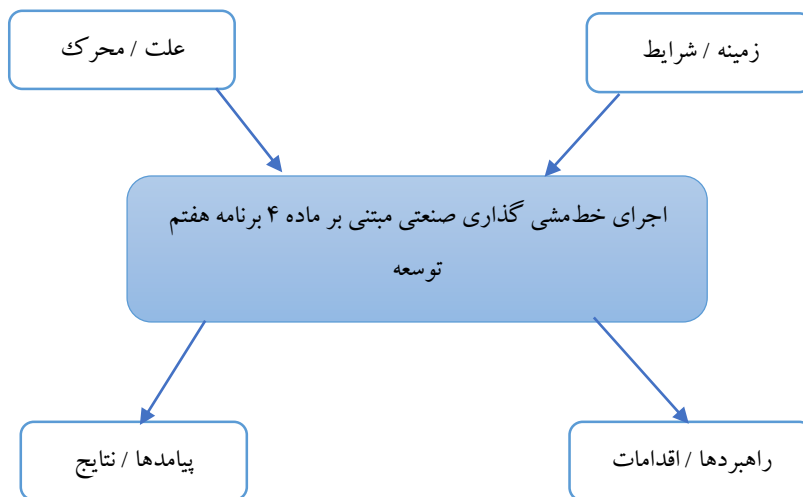 زمینه / شرایط
علت / محرک
اجرای خط‌مشی گذاری صنعتی مبتنی بر ماده ۴ برنامه هفتم
توسعه
راهبردها / اقدامات
پیامدها / نتایج